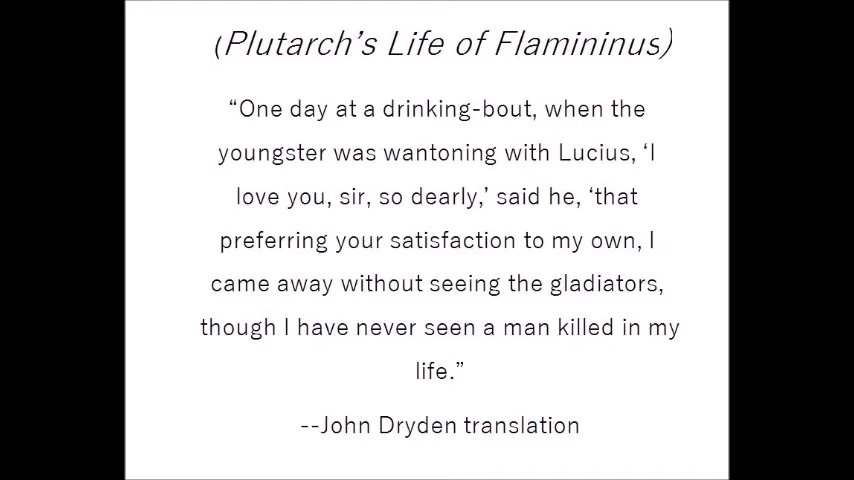 (Plutarch’s Life of Flamininus)
“One day at a drinking-bout, when the
youngster was wantoning with Lucius, ‘I
love you, sir, so dearly,’ said he, ‘that
preferring your satisfaction to my own, I
came away without seeing the gladiators,
though I have never seen a man killed in my
life.”
--John Dryden translation